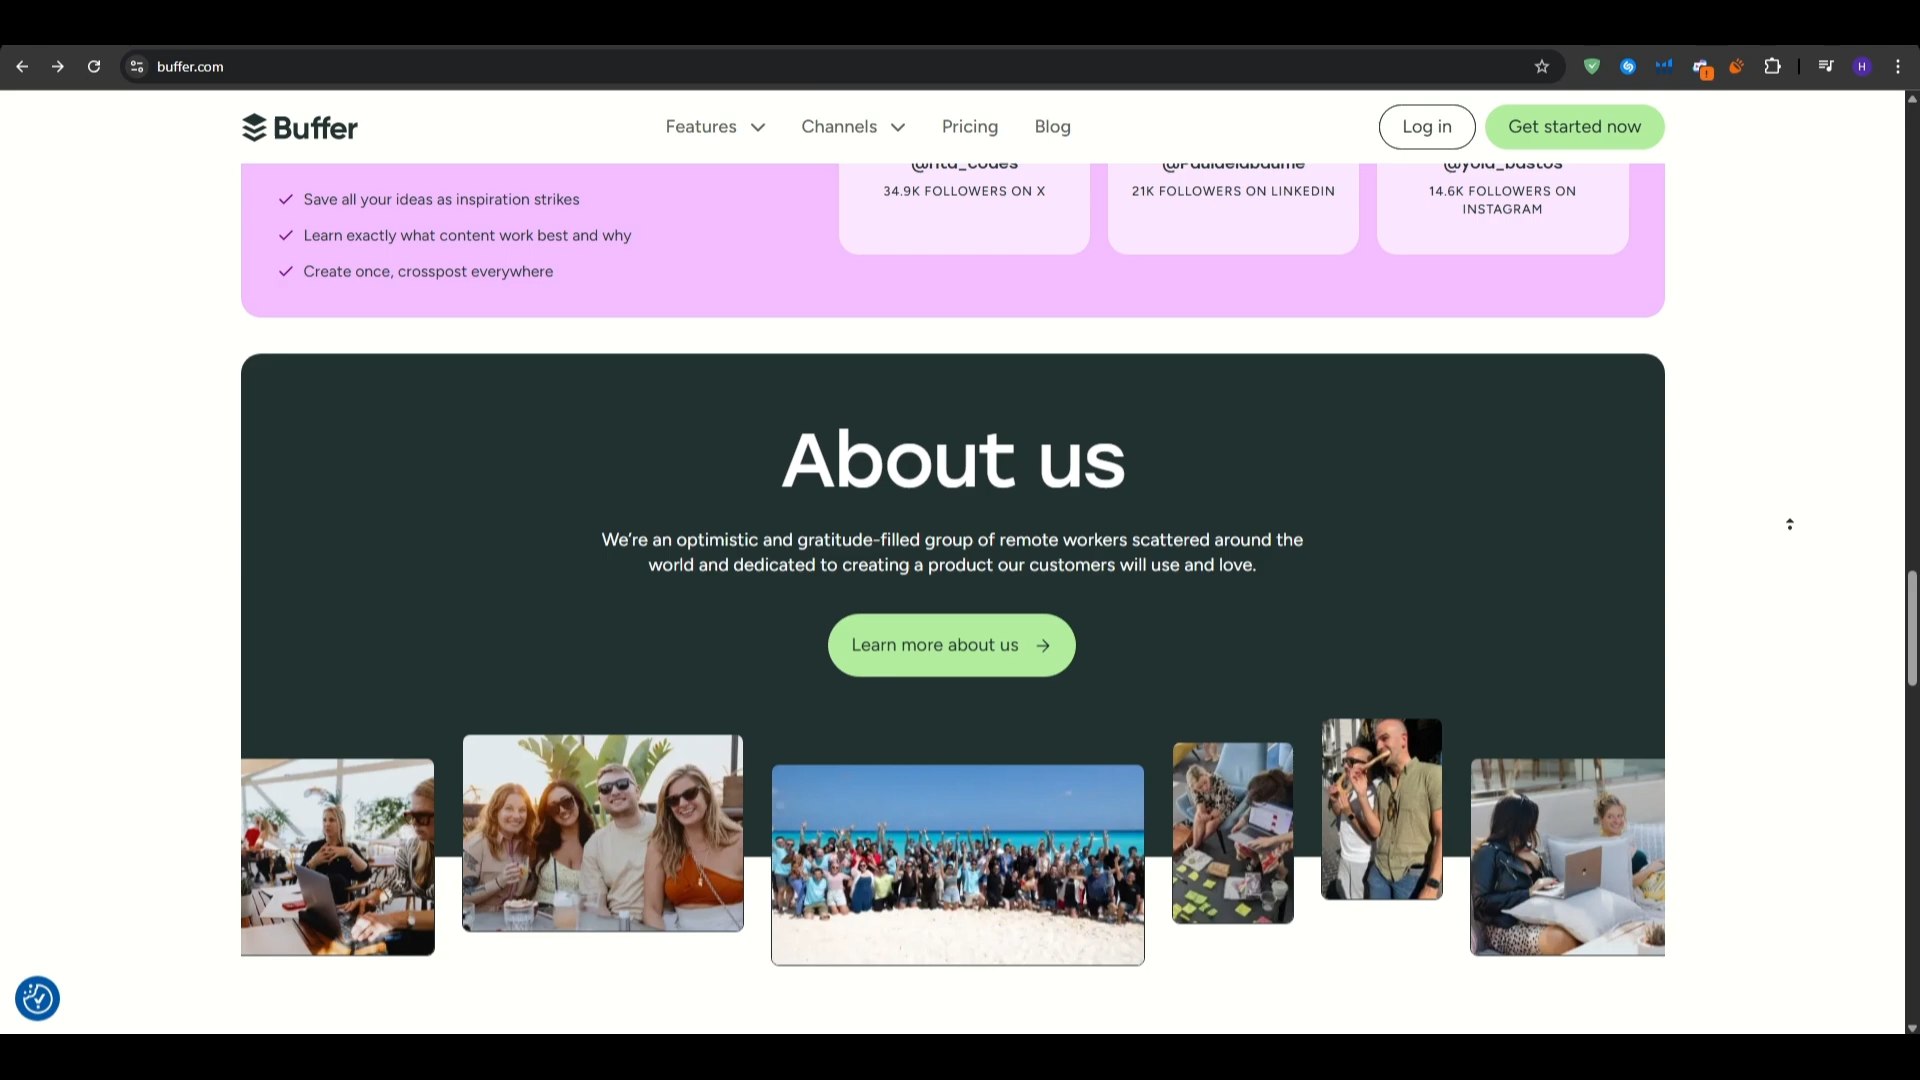 buffer.com
H
Buffer
Features
Channels
Pricing
Blog
Log in
Get started now
Save all your ideas as inspiration strikes
Learn exactly what content work best and why
Create once, crosspost everywhere
34.9K FOLLOWERS ON X
21K FOLLOWERS ON LINKEDIN
@yola_bastos
14.6K FOLLOWERS ON
INSTAGRAM
About us
We’re an optimistic and gratitude-filled group of remote workers scattered around the
world and dedicated to creating a product our customers will use and love.
Learn more about us